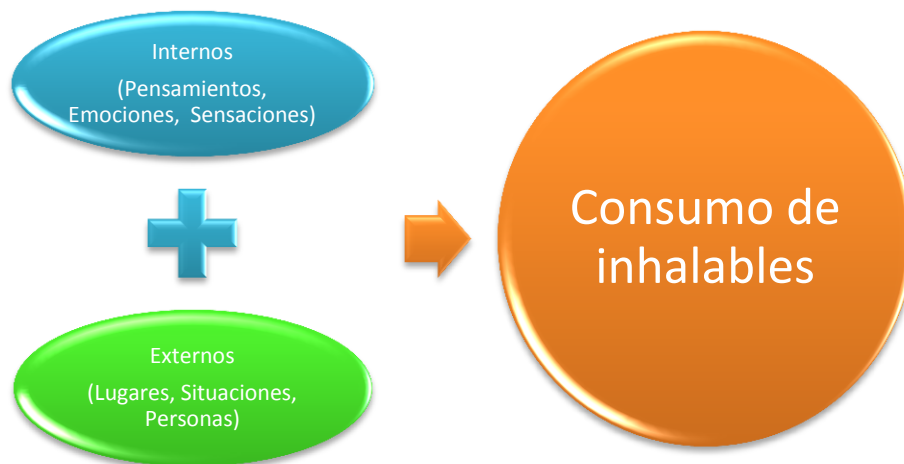 Internos
(Pensamientos,
Emociones, Sensaciones)
Externos
(Lugares, Situaciones,
Personas)
Consumo de
inhalables